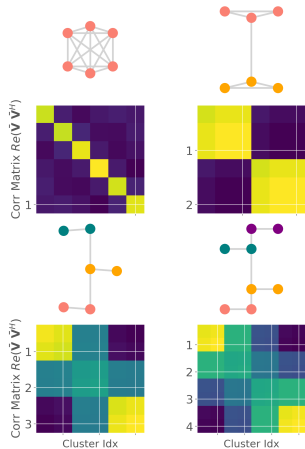 Corr Matrix Re(V̄ V̄ᴴ)
1
1
2
Corr Matrix Re(V̄ V̄ᴴ)
1
2
3
1
2
3
4
Cluster Idx
Cluster Idx